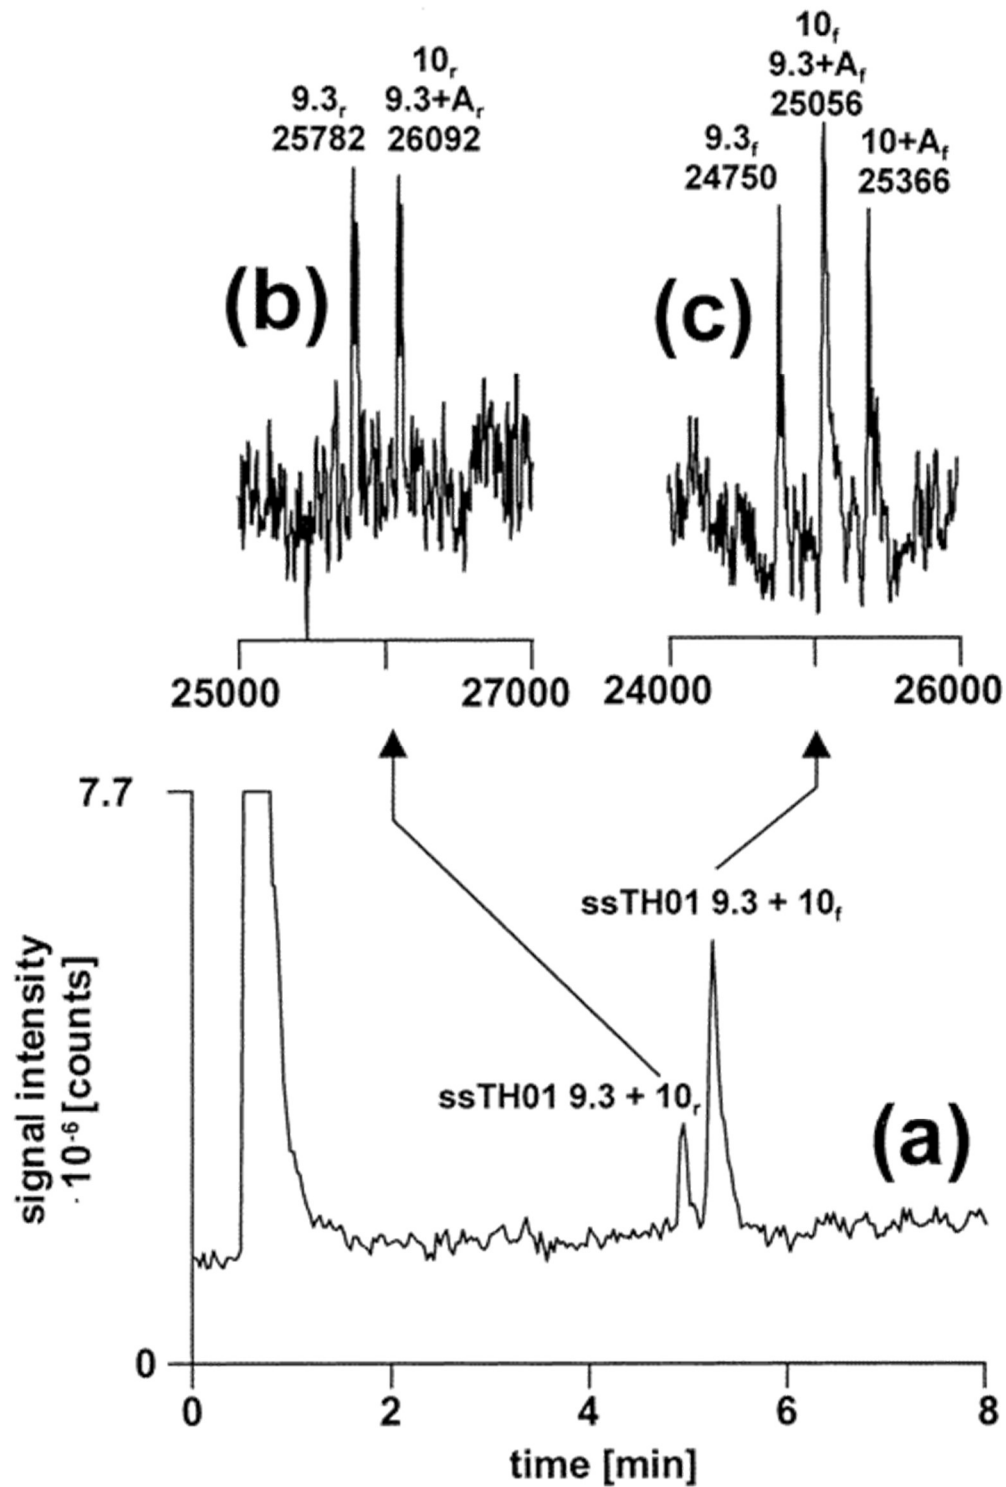 10f
10r
9.3+Af
9.3r 9.3+Ar
25056
25782 26092
9.3f 10+Af
24750 25366
(b)
(c)
25000 27000 24000 26000
7.7
ssTH01 9.3 + 10f
ssTH01 9.3 + 10r
(a)
signal intensity
· 10-6 [counts]
0
0 2 4 6 8
time [min]